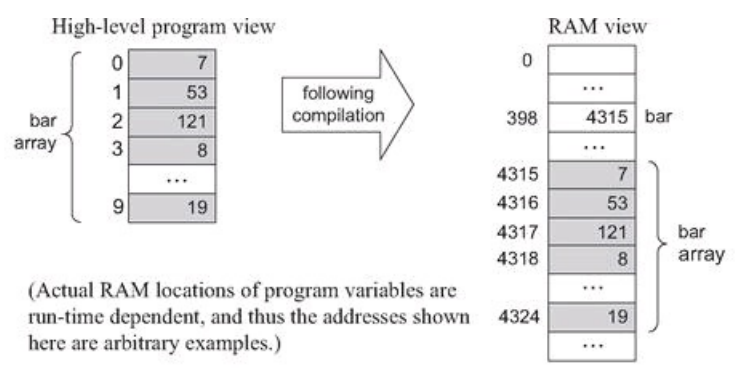 High-level program view
0 7
1 53
bar array 2 121
3 8
...
9 19
following
compilation
RAM view
0
...
398 4315 bar
...
4315 7
4316 53
4317 121 bar
4318 8 array
...
4324 19
...
(Actual RAM locations of program variables are
run-time dependent, and thus the addresses shown
here are arbitrary examples.)